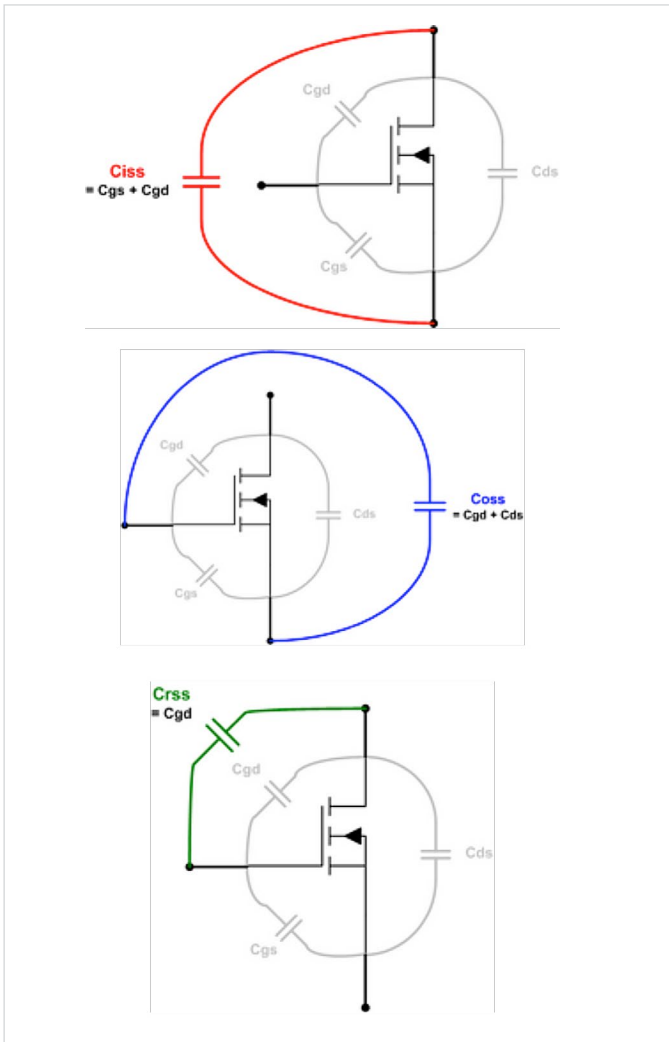 Cgd
Ciss
= Cgs + Cgd
Cds
Cgs
Cgd
Coss
= Cgd + Cds
Cds
Cgs
Crss
= Cgd
Cgd
Cds
Cgs